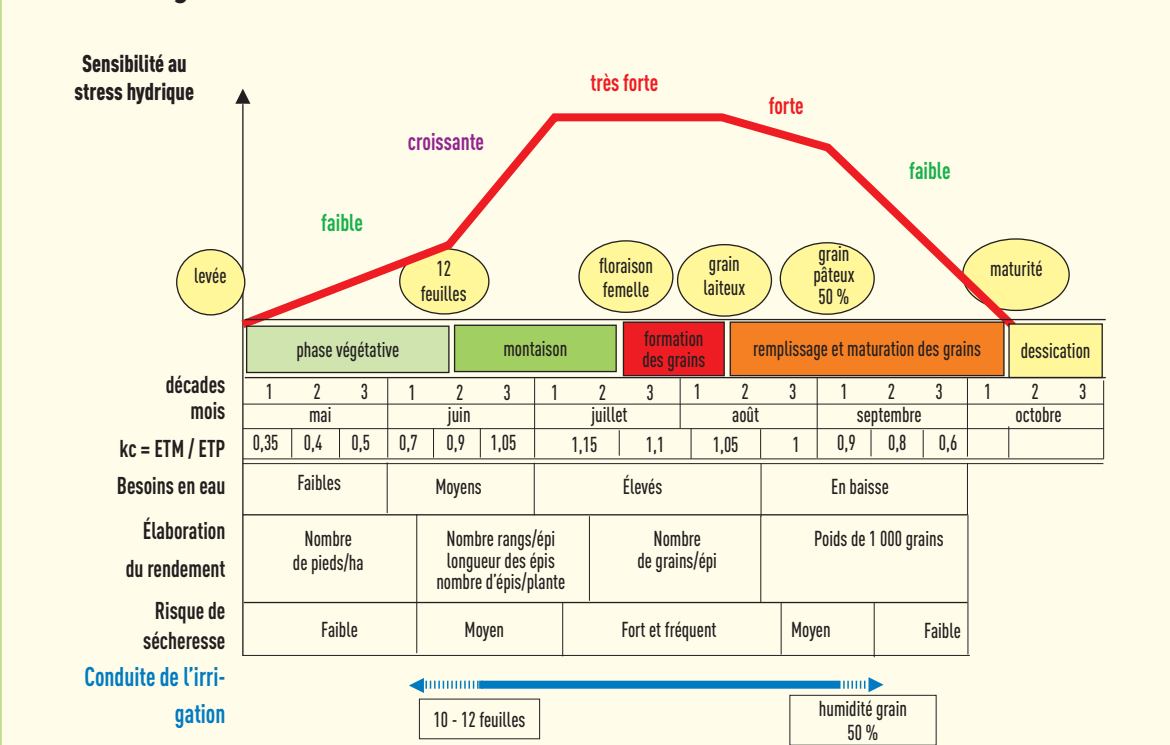 Sensibilité au
stress hydrique
très forte
forte
croissante
faible
faible
levée
12
feuilles
floraison
femelle
grain
laiteux
grain
pâteux
50 %
maturité
phase végétative
montaison
formation
des grains
remplissage et maturation des grains
dessication
décades 1 2 3 1 2 3 1 2 3 1 2 3 1 2 3 1 2 3
mois mai juin juillet août septembre octobre
kc = ETM / ETP 0,35 0,4 0,5 0,7 0,9 1,05 1,15 1,1 1,05 1 0,9 0,8 0,6
Besoins en eau Faibles Moyens Élevés En baisse
Élaboration
du rendement
Nombre
de pieds/ha
Nombre rangs/épi
longueur des épis
nombre d'épis/plante
Nombre
de grains/épi
Poids de 1 000 grains
Risque de
sécheresse
Faible Moyen Fort et fréquent Moyen Faible
Conduite de l'irri-
gation
10 - 12 feuilles
humidité grain
50 %